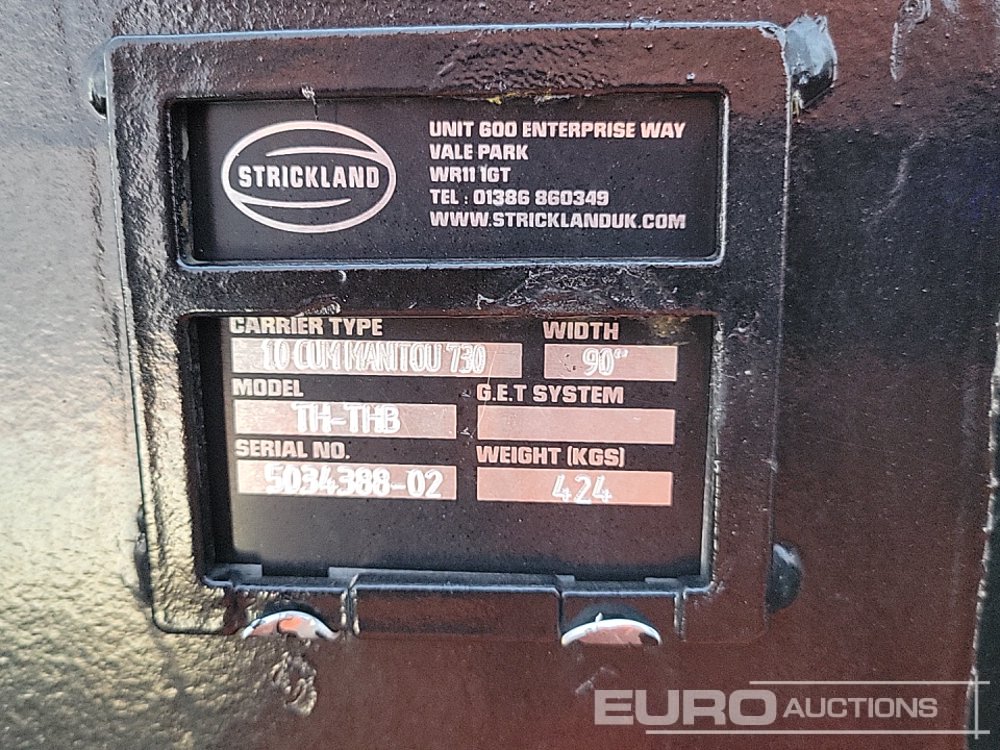 STRICKLAND
UNIT 600 ENTERPRISE WAY
VALE PARK
WR11 1GT
TEL : 01386 860349
WWW.STRICKLANDUK.COM
CARRIER TYPE
1.0 CUM MANITOU 730
WIDTH
90"
MODEL
TH-THB
G.E.T SYSTEM
SERIAL NO.
5034388-02
WEIGHT (KGS)
424
EURO AUCTIONS